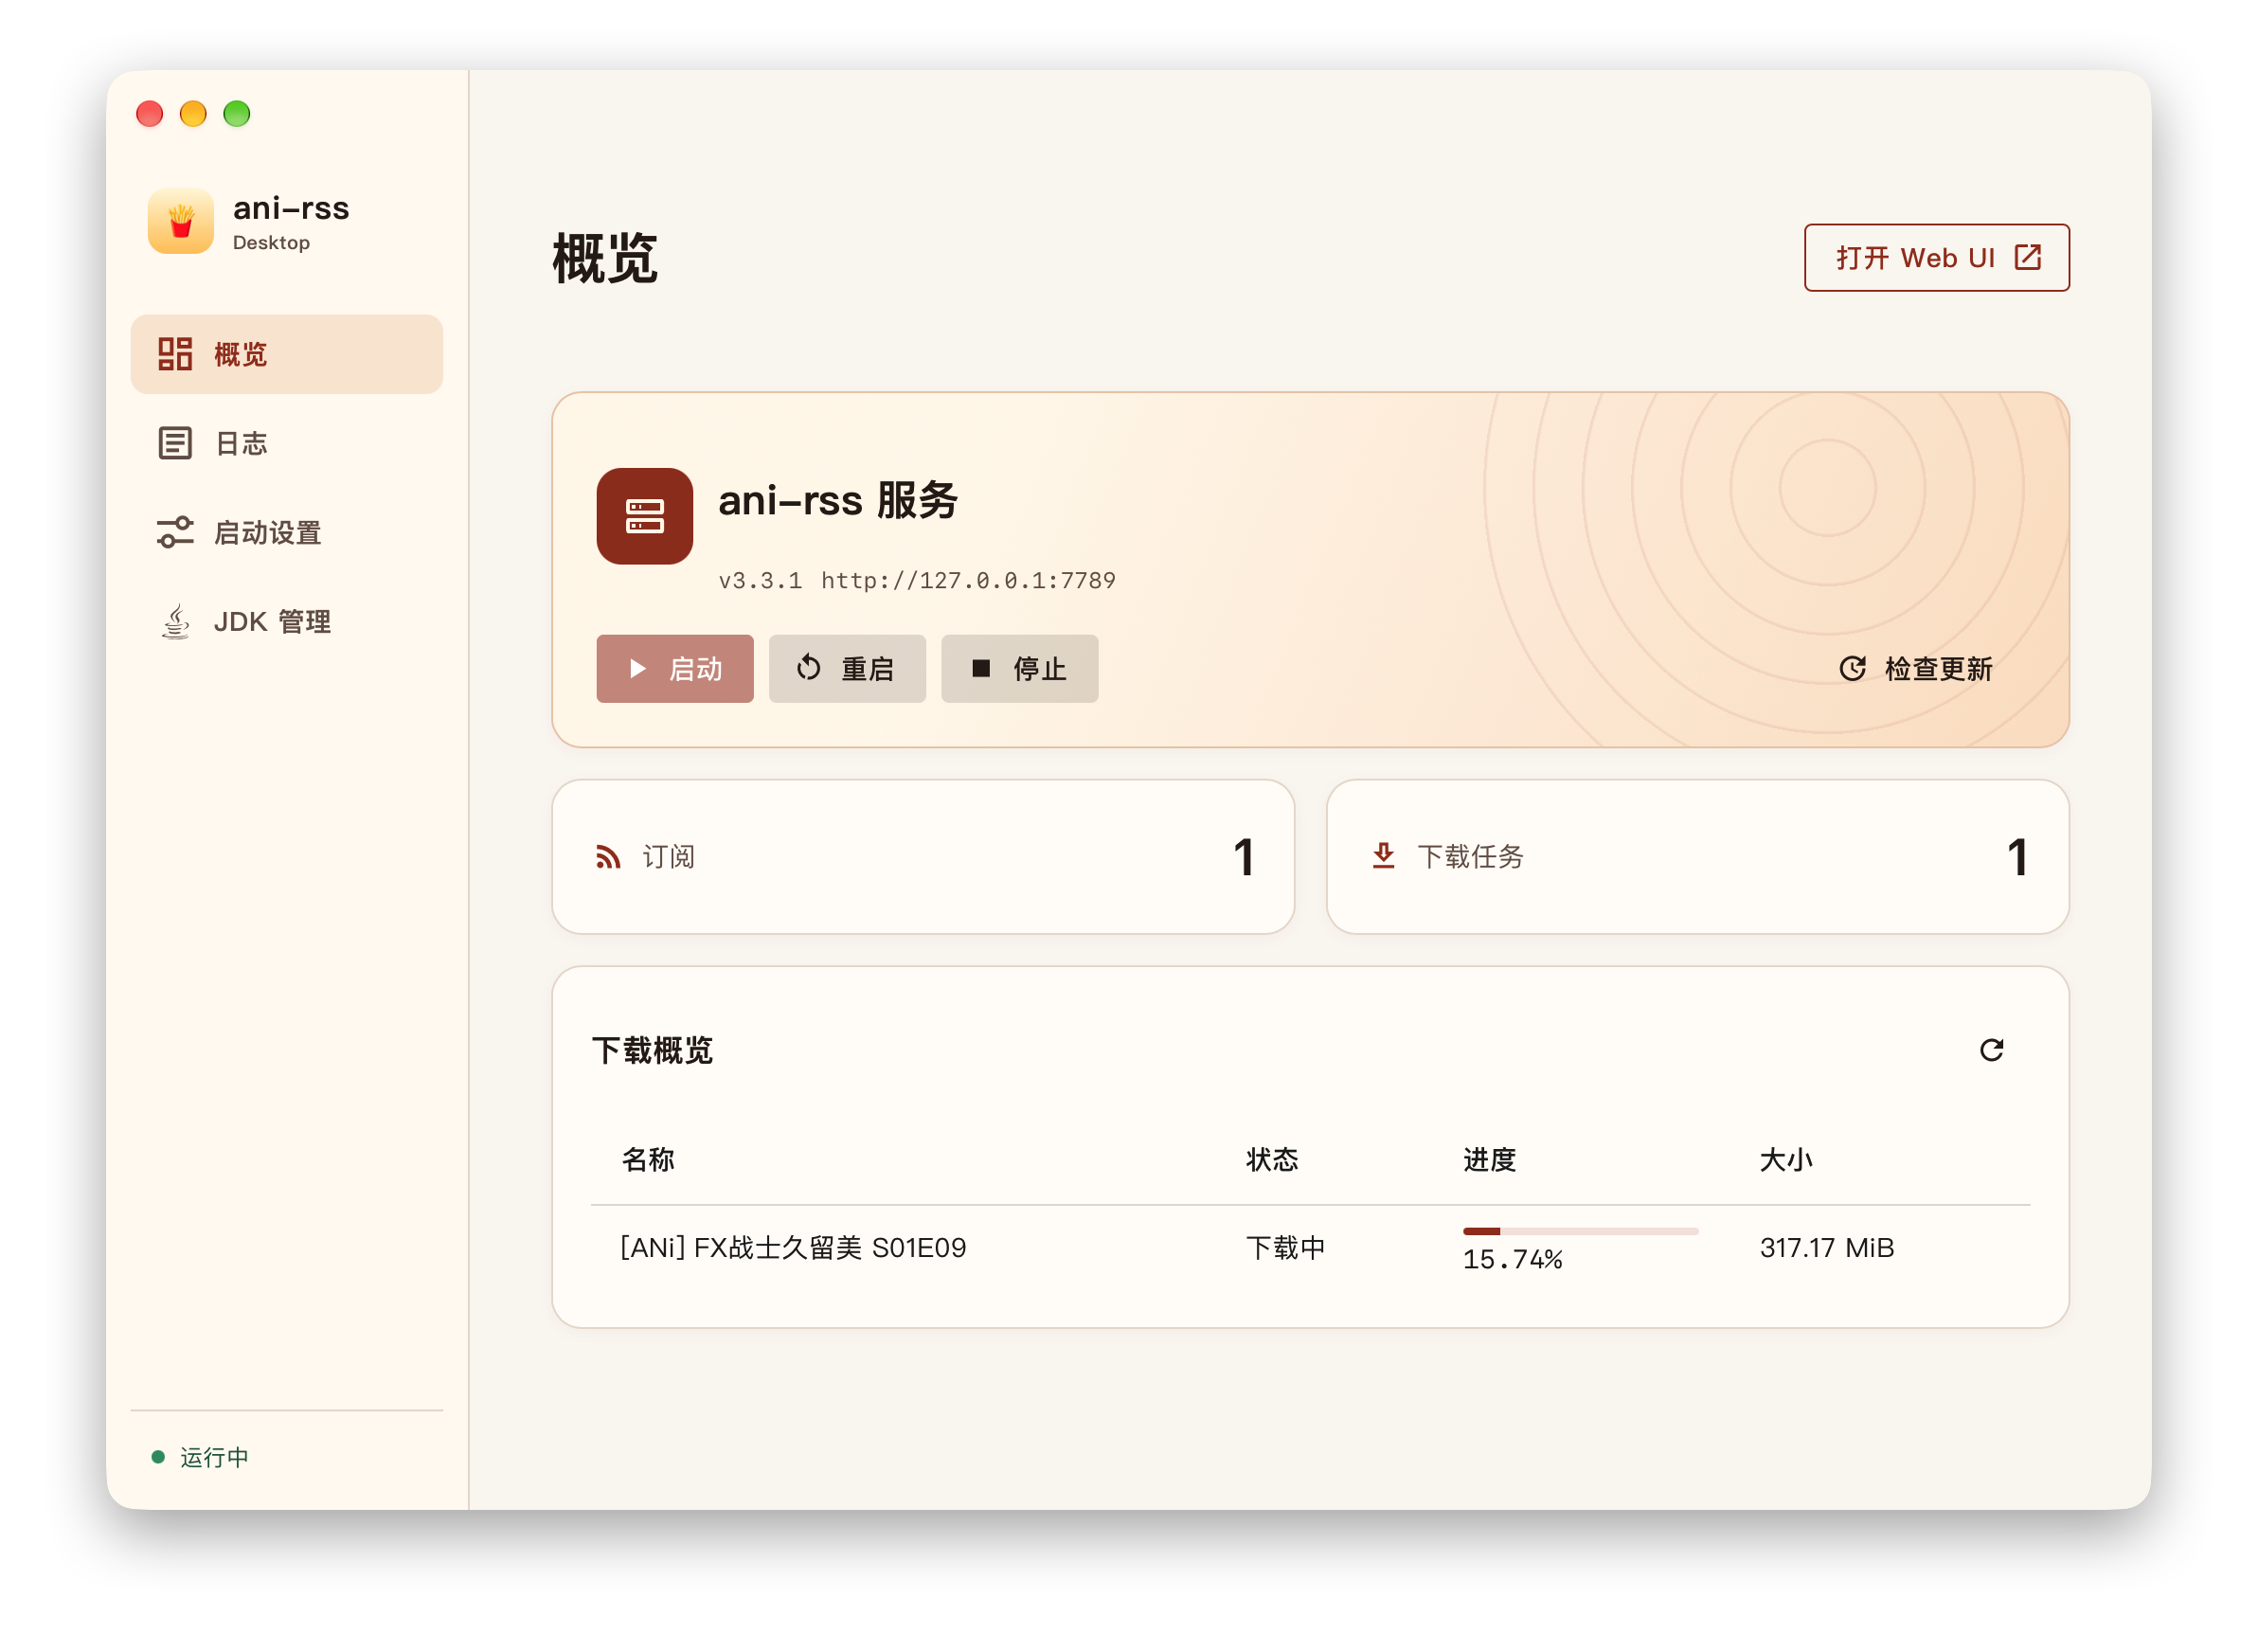 ani-rss
Desktop
概览
日志
启动设置
JDK 管理
运行中
概览
打开 Web UI
ani-rss 服务
v3.3.1 http://127.0.0.1:7789
启动 重启 停止 检查更新
订阅 1
下载任务 1
下载概览
名称 状态 进度 大小
[ANi] FX战士久留美 S01E09 下载中 15.74% 317.17 MiB